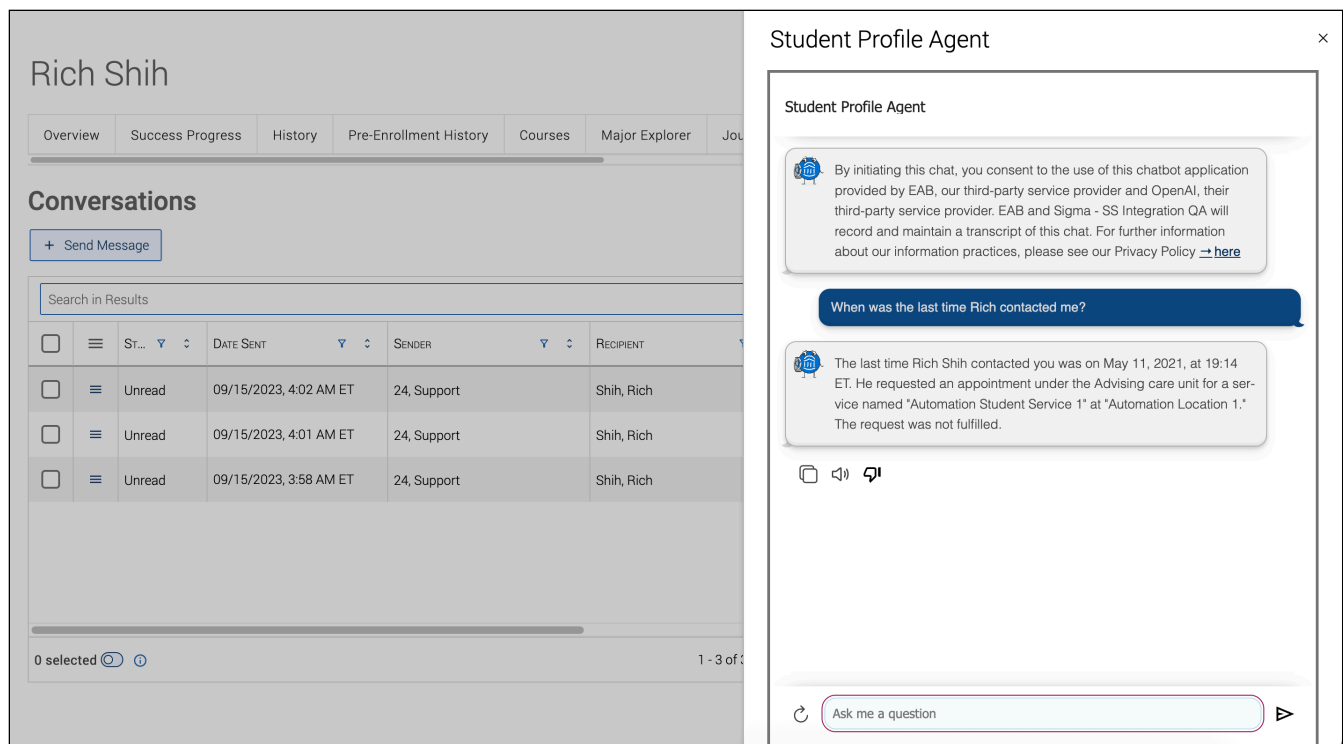 Rich Shih
Overview Success Progress History Pre-Enrollment History Courses Major Explorer Jou
Conversations
+ Send Message
Search in Results
ST... DATE SENT SENDER RECIPIENT
Unread 09/15/2023, 4:02 AM ET 24, Support Shih, Rich
Unread 09/15/2023, 4:01 AM ET 24, Support Shih, Rich
Unread 09/15/2023, 3:58 AM ET 24, Support Shih, Rich
0 selected 1 - 3 of
Student Profile Agent
Student Profile Agent
By initiating this chat, you consent to the use of this chatbot application
provided by EAB, our third-party service provider and OpenAI, their
third-party service provider. EAB and Sigma - SS Integration QA will
record and maintain a transcript of this chat. For further information
about our information practices, please see our Privacy Policy → here
When was the last time Rich contacted me?
The last time Rich Shih contacted you was on May 11, 2021, at 19:14
ET. He requested an appointment under the Advising care unit for a ser-
vice named "Automation Student Service 1" at "Automation Location 1."
The request was not fulfilled.
Ask me a question